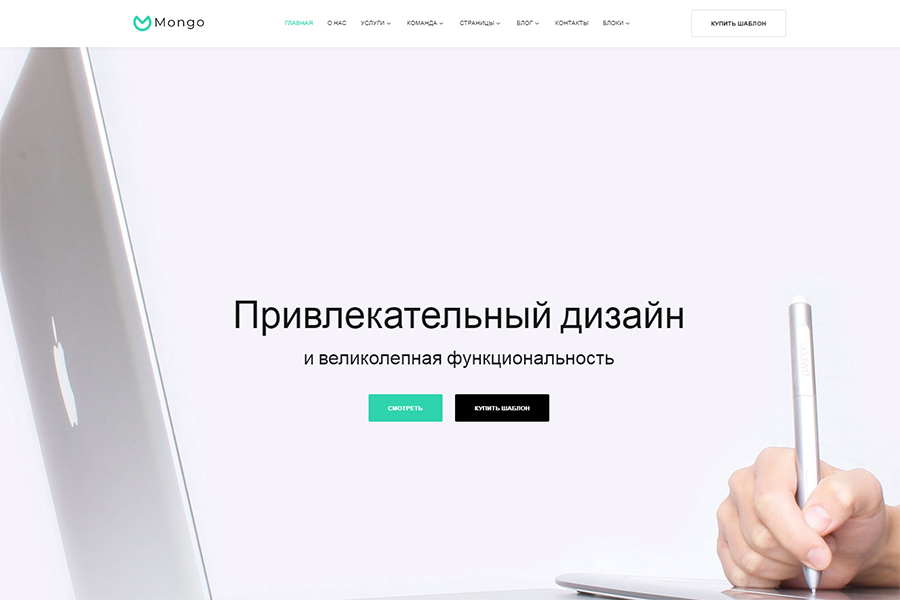 Mongo
ГЛАВНАЯ О НАС УСЛУГИ КОМАНДА СТРАНИЦЫ БЛОГ КОНТАКТЫ БЛОКИ
КУПИТЬ ШАБЛОН
Привлекательный дизайн
и великолепная функциональность
СМОТРЕТЬ КУПИТЬ ШАБЛОН